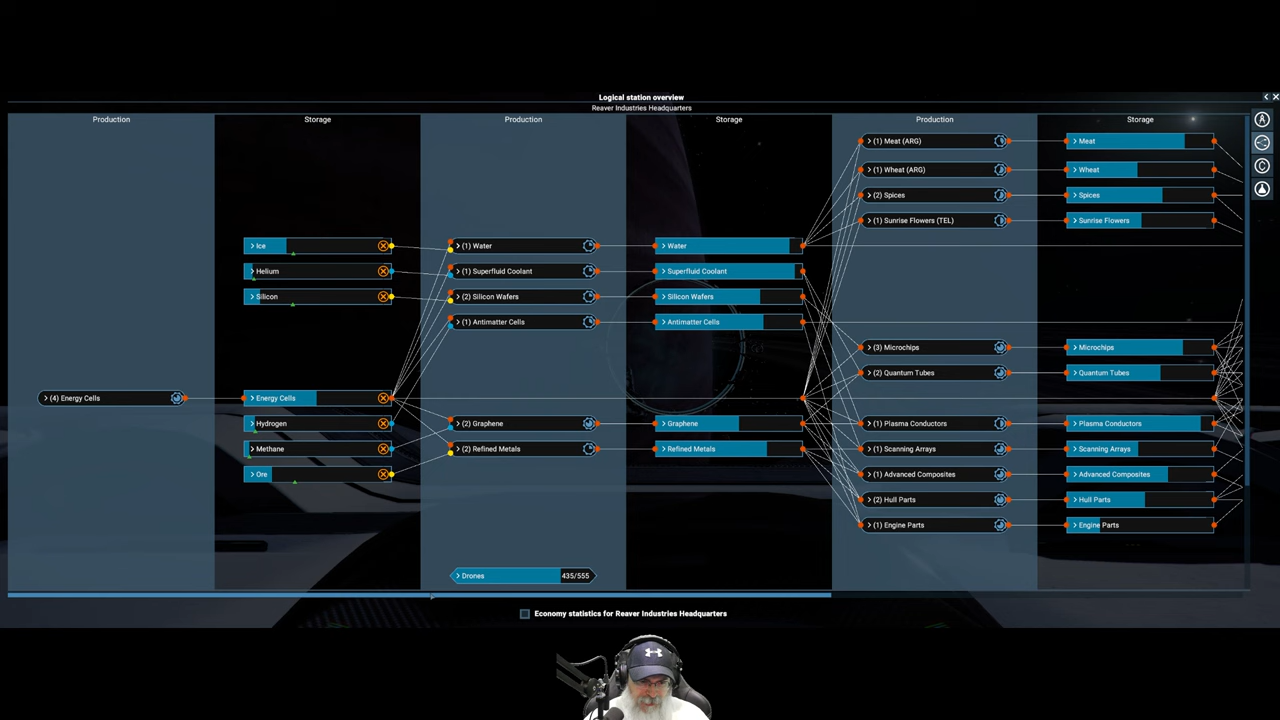 Logical station overview
Reaver Industries Headquarters
Production
Storage
Production
Storage
Production
Storage
(1) Meat (ARG)
Meat
(1) Wheat (ARG)
Wheat
(2) Spices
Spices
(1) Sunrise Flowers (TEL)
Sunrise Flowers
Ice
(1) Water
Water
Helium
(1) Superfluid Coolant
Superfluid Coolant
Silicon
(2) Silicon Wafers
Silicon Wafers
(1) Antimatter Cells
Antimatter Cells
(3) Microchips
Microchips
(2) Quantum Tubes
Quantum Tubes
(4) Energy Cells
Energy Cells
Hydrogen
(2) Graphene
Graphene
(1) Plasma Conductors
Plasma Conductors
Methane
(2) Refined Metals
Refined Metals
(1) Scanning Arrays
Scanning Arrays
Ore
(1) Advanced Composites
Advanced Composites
(2) Hull Parts
Hull Parts
(1) Engine Parts
Engine Parts
Drones 435/555
Economy statistics for Reaver Industries Headquarters